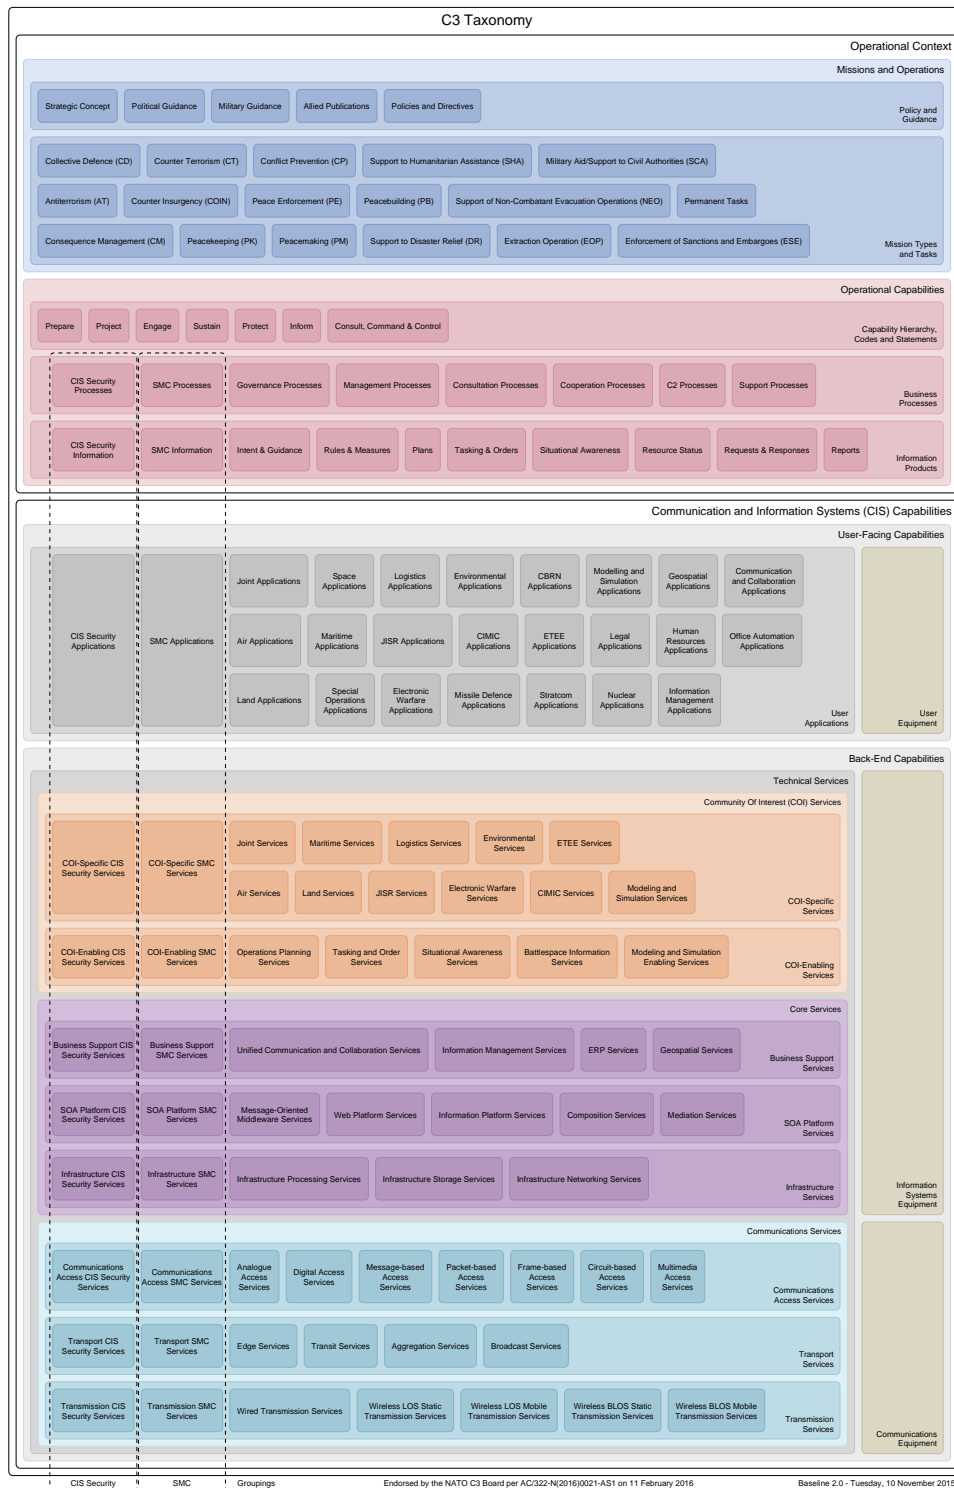 C3 Taxonomy
Operational Context
Missions and Operations
Strategic Concept
Political Guidance
Military Guidance
Allied Publications
Policies and Directives
Policy and
Guidance
Collective Defence (CD)
Counter Terrorism (CT)
Conflict Prevention (CP)
Support to Humanitarian Assistance (SHA)
Military Aid/Support to Civil Authorities (SCA)
Antiterrorism (AT)
Counter Insurgency (COIN)
Peace Enforcement (PE)
Peacebuilding (PB)
Support of Non-Combatant Evacuation Operations (NEO)
Permanent Tasks
Consequence Management (CM)
Peacekeeping (PK)
Peacemaking (PM)
Support to Disaster Relief (DR)
Extraction Operation (EOP)
Enforcement of Sanctions and Embargoes (ESE)
Mission Types
and Tasks
Operational Capabilities
Prepare
Project
Engage
Sustain
Protect
Inform
Consult, Command & Control
Capability Hierarchy,
Codes and Statements
CIS Security
Processes
SMC Processes
Governance Processes
Management Processes
Consultation Processes
Cooperation Processes
C2 Processes
Support Processes
Business
Processes
CIS Security
Information
SMC Information
Intent & Guidance
Rules & Measures
Plans
Tasking & Orders
Situational Awareness
Resource Status
Requests & Responses
Reports
Information
Products
Communication and Information Systems (CIS) Capabilities
User-Facing Capabilities
CIS Security
Applications
SMC Applications
Joint Applications
Space
Applications
Logistics
Applications
Environmental
Applications
CBRN
Applications
Modelling and
Simulation
Applications
Geospatial
Applications
Communication
and Collaboration
Applications
Air Applications
Maritime
Applications
JISR Applications
CIMIC
Applications
ETEE
Applications
Legal
Applications
Human
Resources
Applications
Office Automation
Applications
Land Applications
Special
Operations
Applications
Electronic
Warfare
Applications
Missile Defence
Applications
Stratcom
Applications
Nuclear
Applications
Information
Management
Applications
User
Applications
User
Equipment
Back-End Capabilities
Technical Services
Community Of Interest (COI) Services
COI-Specific CIS
Security Services
COI-Specific SMC
Services
Joint Services
Maritime Services
Logistics Services
Environmental
Services
ETEE Services
Air Services
Land Services
JISR Services
Electronic Warfare
Services
CIMIC Services
Modeling and
Simulation Services
COI-Specific
Services
COI-Enabling CIS
Security Services
COI-Enabling SMC
Services
Operations Planning
Services
Tasking and Order
Services
Situational Awareness
Services
Battlespace Information
Services
Modeling and Simulation
Enabling Services
COI-Enabling
Services
Core Services
Business Support CIS
Security Services
Business Support
SMC Services
Unified Communication and Collaboration Services
Information Management Services
ERP Services
Geospatial Services
Business Support
Services
SOA Platform CIS
Security Services
SOA Platform SMC
Services
Message-Oriented
Middleware Services
Web Platform Services
Information Platform Services
Composition Services
Mediation Services
SOA Platform
Services
Infrastructure CIS
Security Services
Infrastructure SMC
Services
Infrastructure Processing Services
Infrastructure Storage Services
Infrastructure Networking Services
Infrastructure
Services
Information
Systems
Equipment
Communications Services
Communications
Access CIS Security
Services
Communications
Access SMC Services
Analogue
Access
Services
Digital Access
Services
Message-based
Access
Services
Packet-based
Access
Services
Frame-based
Access
Services
Circuit-based
Access
Services
Multimedia
Access
Services
Communications
Access Services
Transport CIS
Security Services
Transport SMC
Services
Edge Services
Transit Services
Aggregation Services
Broadcast Services
Transport
Services
Transmission CIS
Security Services
Transmission SMC
Services
Wired Transmission Services
Wireless LOS Static
Transmission Services
Wireless LOS Mobile
Transmission Services
Wireless BLOS Static
Transmission Services
Wireless BLOS Mobile
Transmission Services
Transmission
Services
Communications
Equipment
CIS Security
SMC
Groupings
Endorsed by the NATO C3 Board per AC/322-N(2016)0021-AS1 on 11 February 2016
Baseline 2.0 - Tuesday, 10 November 2015